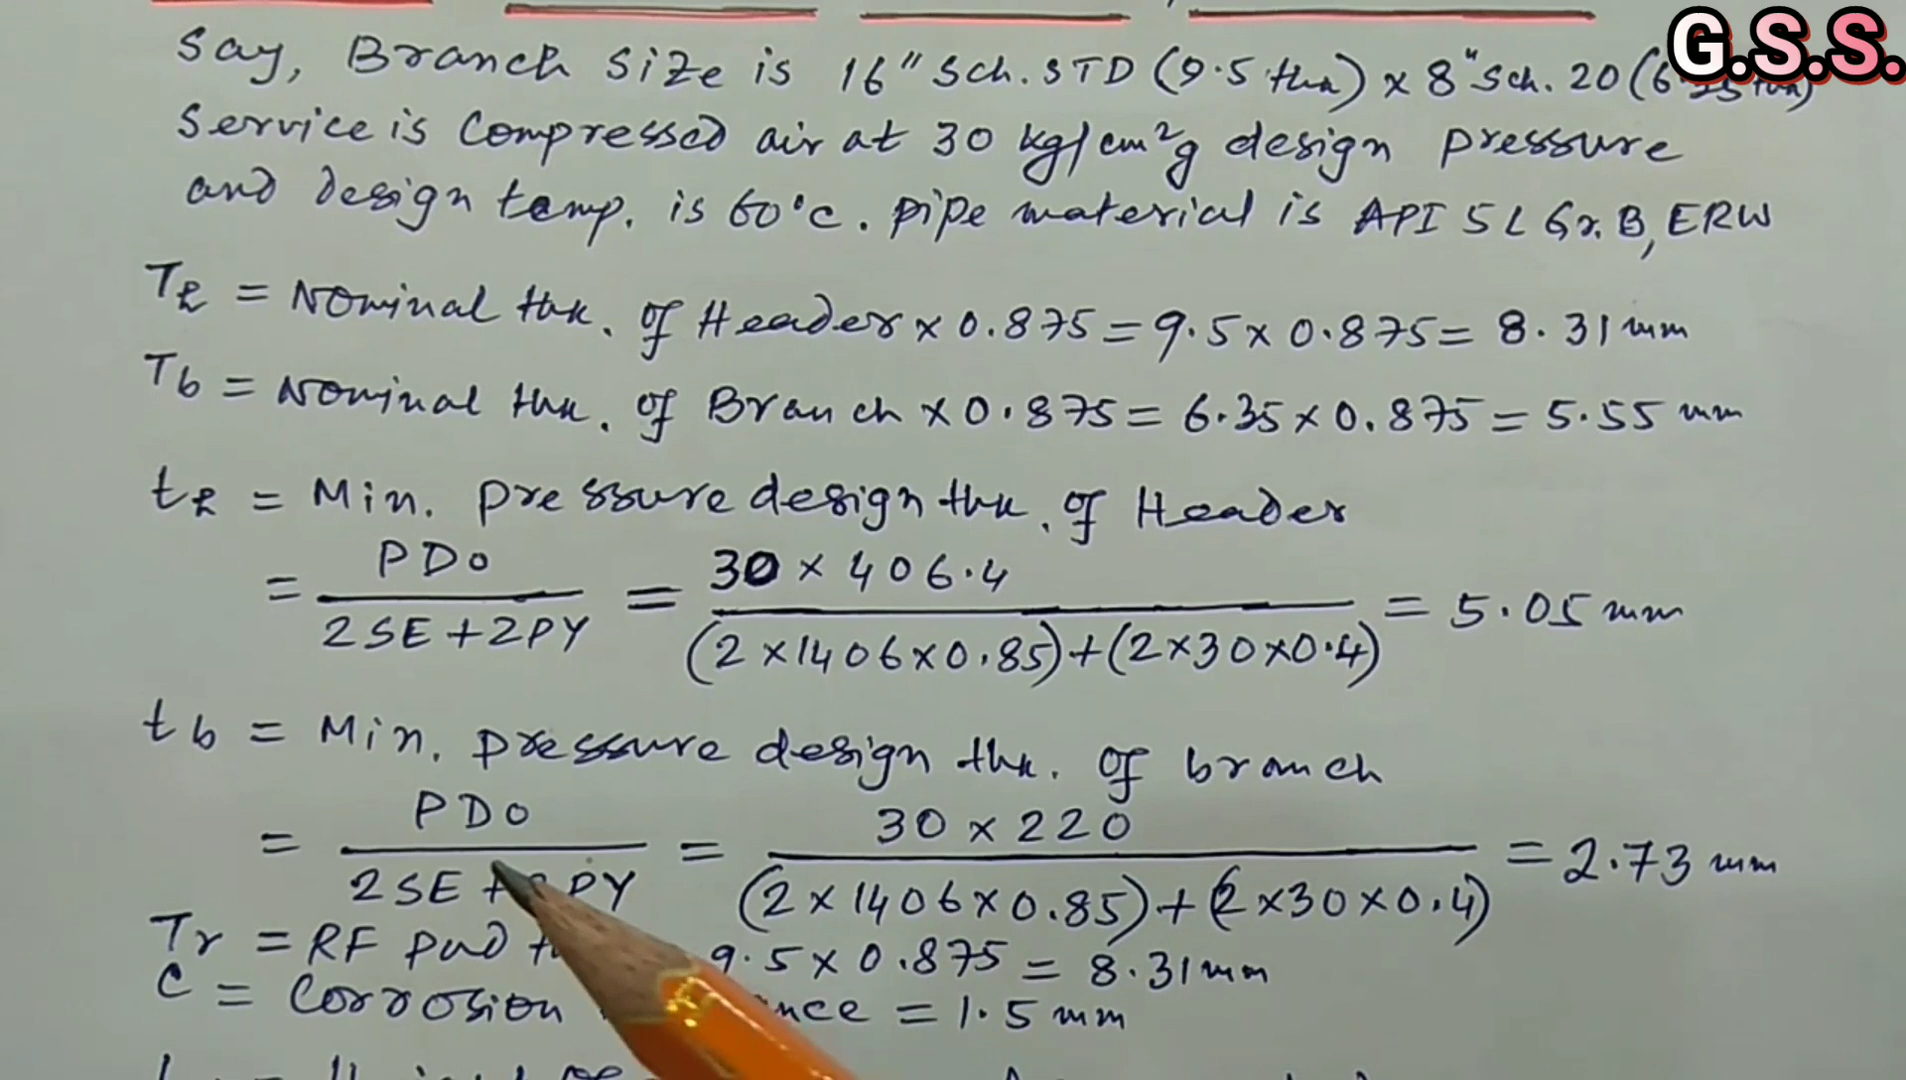 G.S.S.
Say, Branch size is 16" Sch. STD (9.5 thk) x 8" Sch. 20 (6.35 thk)
Service is Compressed air at 30 kg/cm²g design pressure
and design temp. is 60°c. pipe material is API 5L Gr. B, ERW
Th = Nominal thk. of Header x 0.875 = 9.5 x 0.875 = 8.31 mm
Tb = Nominal thk. of Branch x 0.875 = 6.35 x 0.875 = 5.55 mm
th = Min. pressure design thk. of Header
= PDo / 2SE+2PY = 30 x 406.4 / (2 x 1406 x 0.85) + (2 x 30 x 0.4) = 5.05 mm
tb = Min. pressure design thk. of branch
= PDo / 2SE + 2PY = 30 x 220 / (2 x 1406 x 0.85) + (2 x 30 x 0.4) = 2.73 mm
Tr = RF pad 9.5 x 0.875 = 8.31 mm
C = Corrosion = 1.5 mm